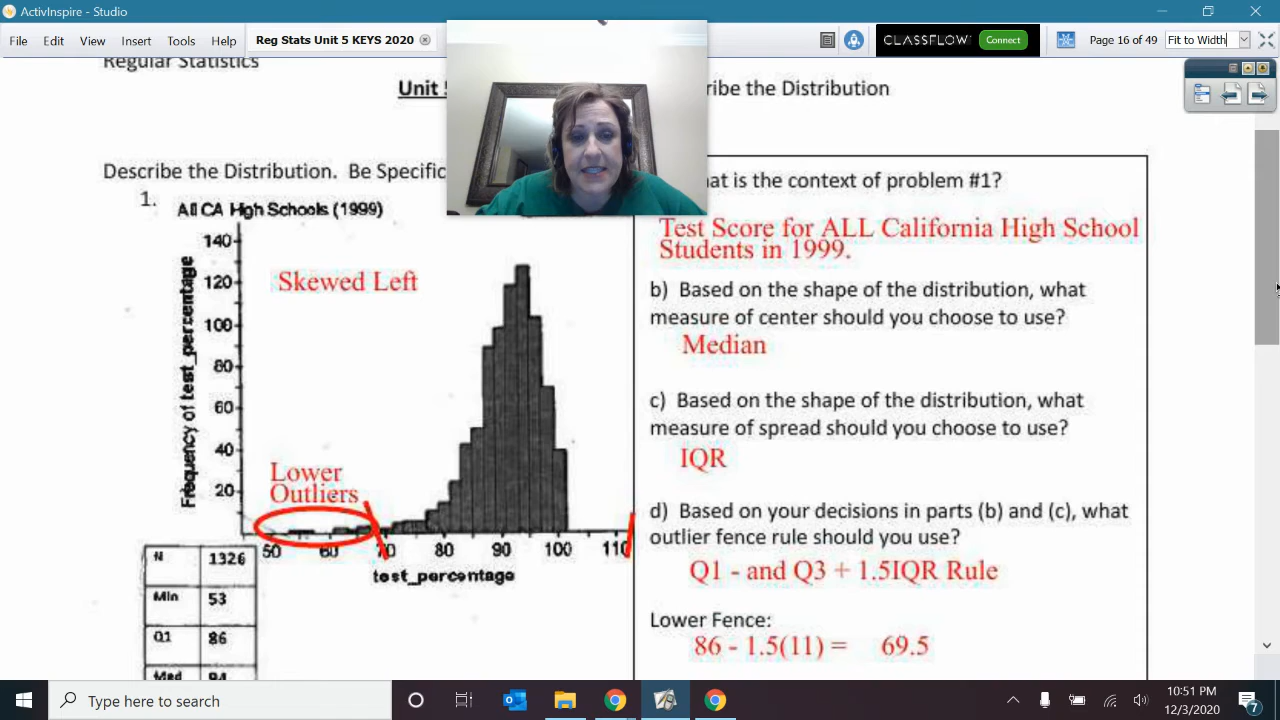 ActivInspire - Studio
File Edit View Insert Tools Help Reg Stats Unit 5 KEYS 2020
CLASSFLOW Connect Page 16 of 49 Fit to Width
Regular Statistics
Unit
ribe the Distribution
Describe the Distribution. Be Specific
1.
All CA High Schools (1999)
Frequency of test_percentage
140
120
100
80
60
40
20
Skewed Left
Lower
Outliers
50 60 70 80 90 100 110
test_percentage
N 1326
Min 53
Q1 86
Med 94
at is the context of problem #1?
Test Score for ALL California High School
Students in 1999.
b) Based on the shape of the distribution, what
measure of center should you choose to use?
Median
c) Based on the shape of the distribution, what
measure of spread should you choose to use?
IQR
d) Based on your decisions in parts (b) and (c), what
outlier fence rule should you use?
Q1 - and Q3 + 1.5IQR Rule
Lower Fence:
86 - 1.5(11) = 69.5
Type here to search
10:51 PM
12/3/2020
7